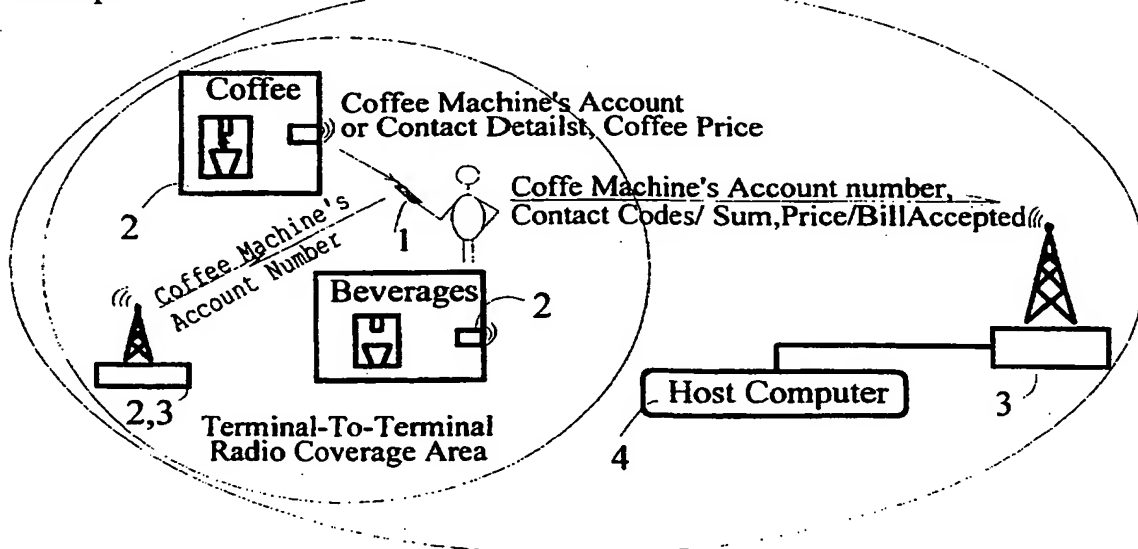 Coffee
Coffee Machine's Account
or Contact Detailst, Coffee Price
2
1
Coffe Machine's Account number,
Contact Codes/ Sum,Price/BillAccepted
Coffee Machine's
Account Number
Beverages
2
2,3
Terminal-To-Terminal
Radio Coverage Area
Host Computer
4
3